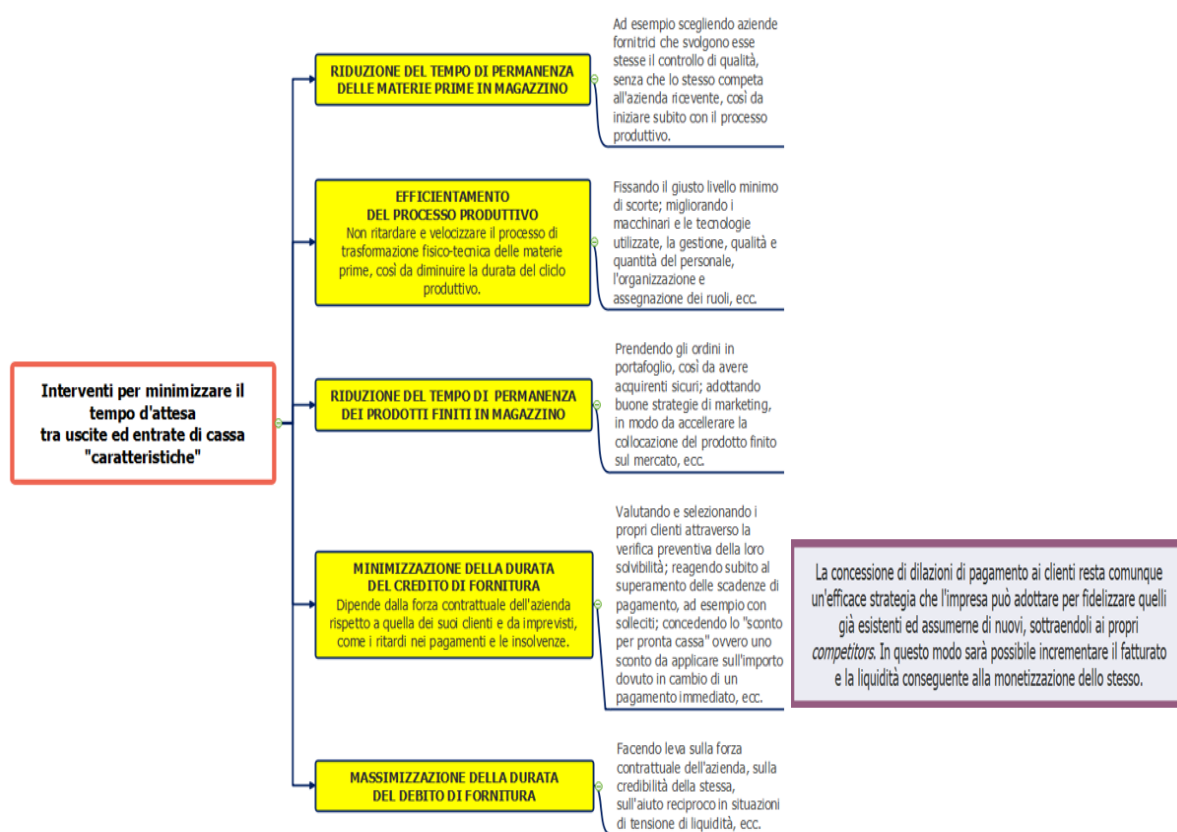 Interventi per minimizzare il
tempo d'attesa
tra uscite ed entrate di cassa
"caratteristiche"
RIDUZIONE DEL TEMPO DI PERMANENZA
DELLE MATERIE PRIME IN MAGAZZINO
Ad esempio scegliendo aziende
fornitrici che svolgono esse
stesse il controllo di qualità,
senza che lo stesso competa
all'azienda ricevente, così da
iniziare subito con il processo
produttivo.
EFFICIENTAMENTO
DEL PROCESSO PRODUTTIVO
Non ritardare e velocizzare il processo di
trasformazione fisico-tecnica delle materie
prime, così da diminuire la durata del cliclo
produttivo.
Fissando il giusto livello minimo
di scorte; migliorando i
macchinari e le tecnologie
utilizzate, la gestione, qualità e
quantità del personale,
l'organizzazione e
assegnazione dei ruoli, ecc.
RIDUZIONE DEL TEMPO DI PERMANENZA
DEI PRODOTTI FINITI IN MAGAZZINO
Prendendo gli ordini in
portafoglio, così da avere
acquirenti sicuri; adottando
buone strategie di marketing,
in modo da accellerare la
collocazione del prodotto finito
sul mercato, ecc.
MINIMIZZAZIONE DELLA DURATA
DEL CREDITO DI FORNITURA
Dipende dalla forza contrattuale dell'azienda
rispetto a quella dei suoi clienti e da imprevisti,
come i ritardi nei pagamenti e le insolvenze.
Valutando e selezionando i
propri clienti attraverso la
verifica preventiva della loro
solvibilità; reagendo subito al
superamento delle scadenze di
pagamento, ad esempio con
solleciti; concedendo lo "sconto
per pronta cassa" ovvero uno
sconto da applicare sull'importo
dovuto in cambio di un
pagamento immediato, ecc.
La concessione di dilazioni di pagamento ai clienti resta comunque
un'efficace strategia che l'impresa può adottare per fidelizzare quelli
già esistenti ed assumerne di nuovi, sottraendoli ai propri
competitors. In questo modo sarà possibile incrementare il fatturato
e la liquidità conseguente alla monetizzazione dello stesso.
MASSIMIZZAZIONE DELLA DURATA
DEL DEBITO DI FORNITURA
Facendo leva sulla forza
contrattuale dell'azienda, sulla
credibilità della stessa,
sull'aiuto reciproco in situazioni
di tensione di liquidità, ecc.